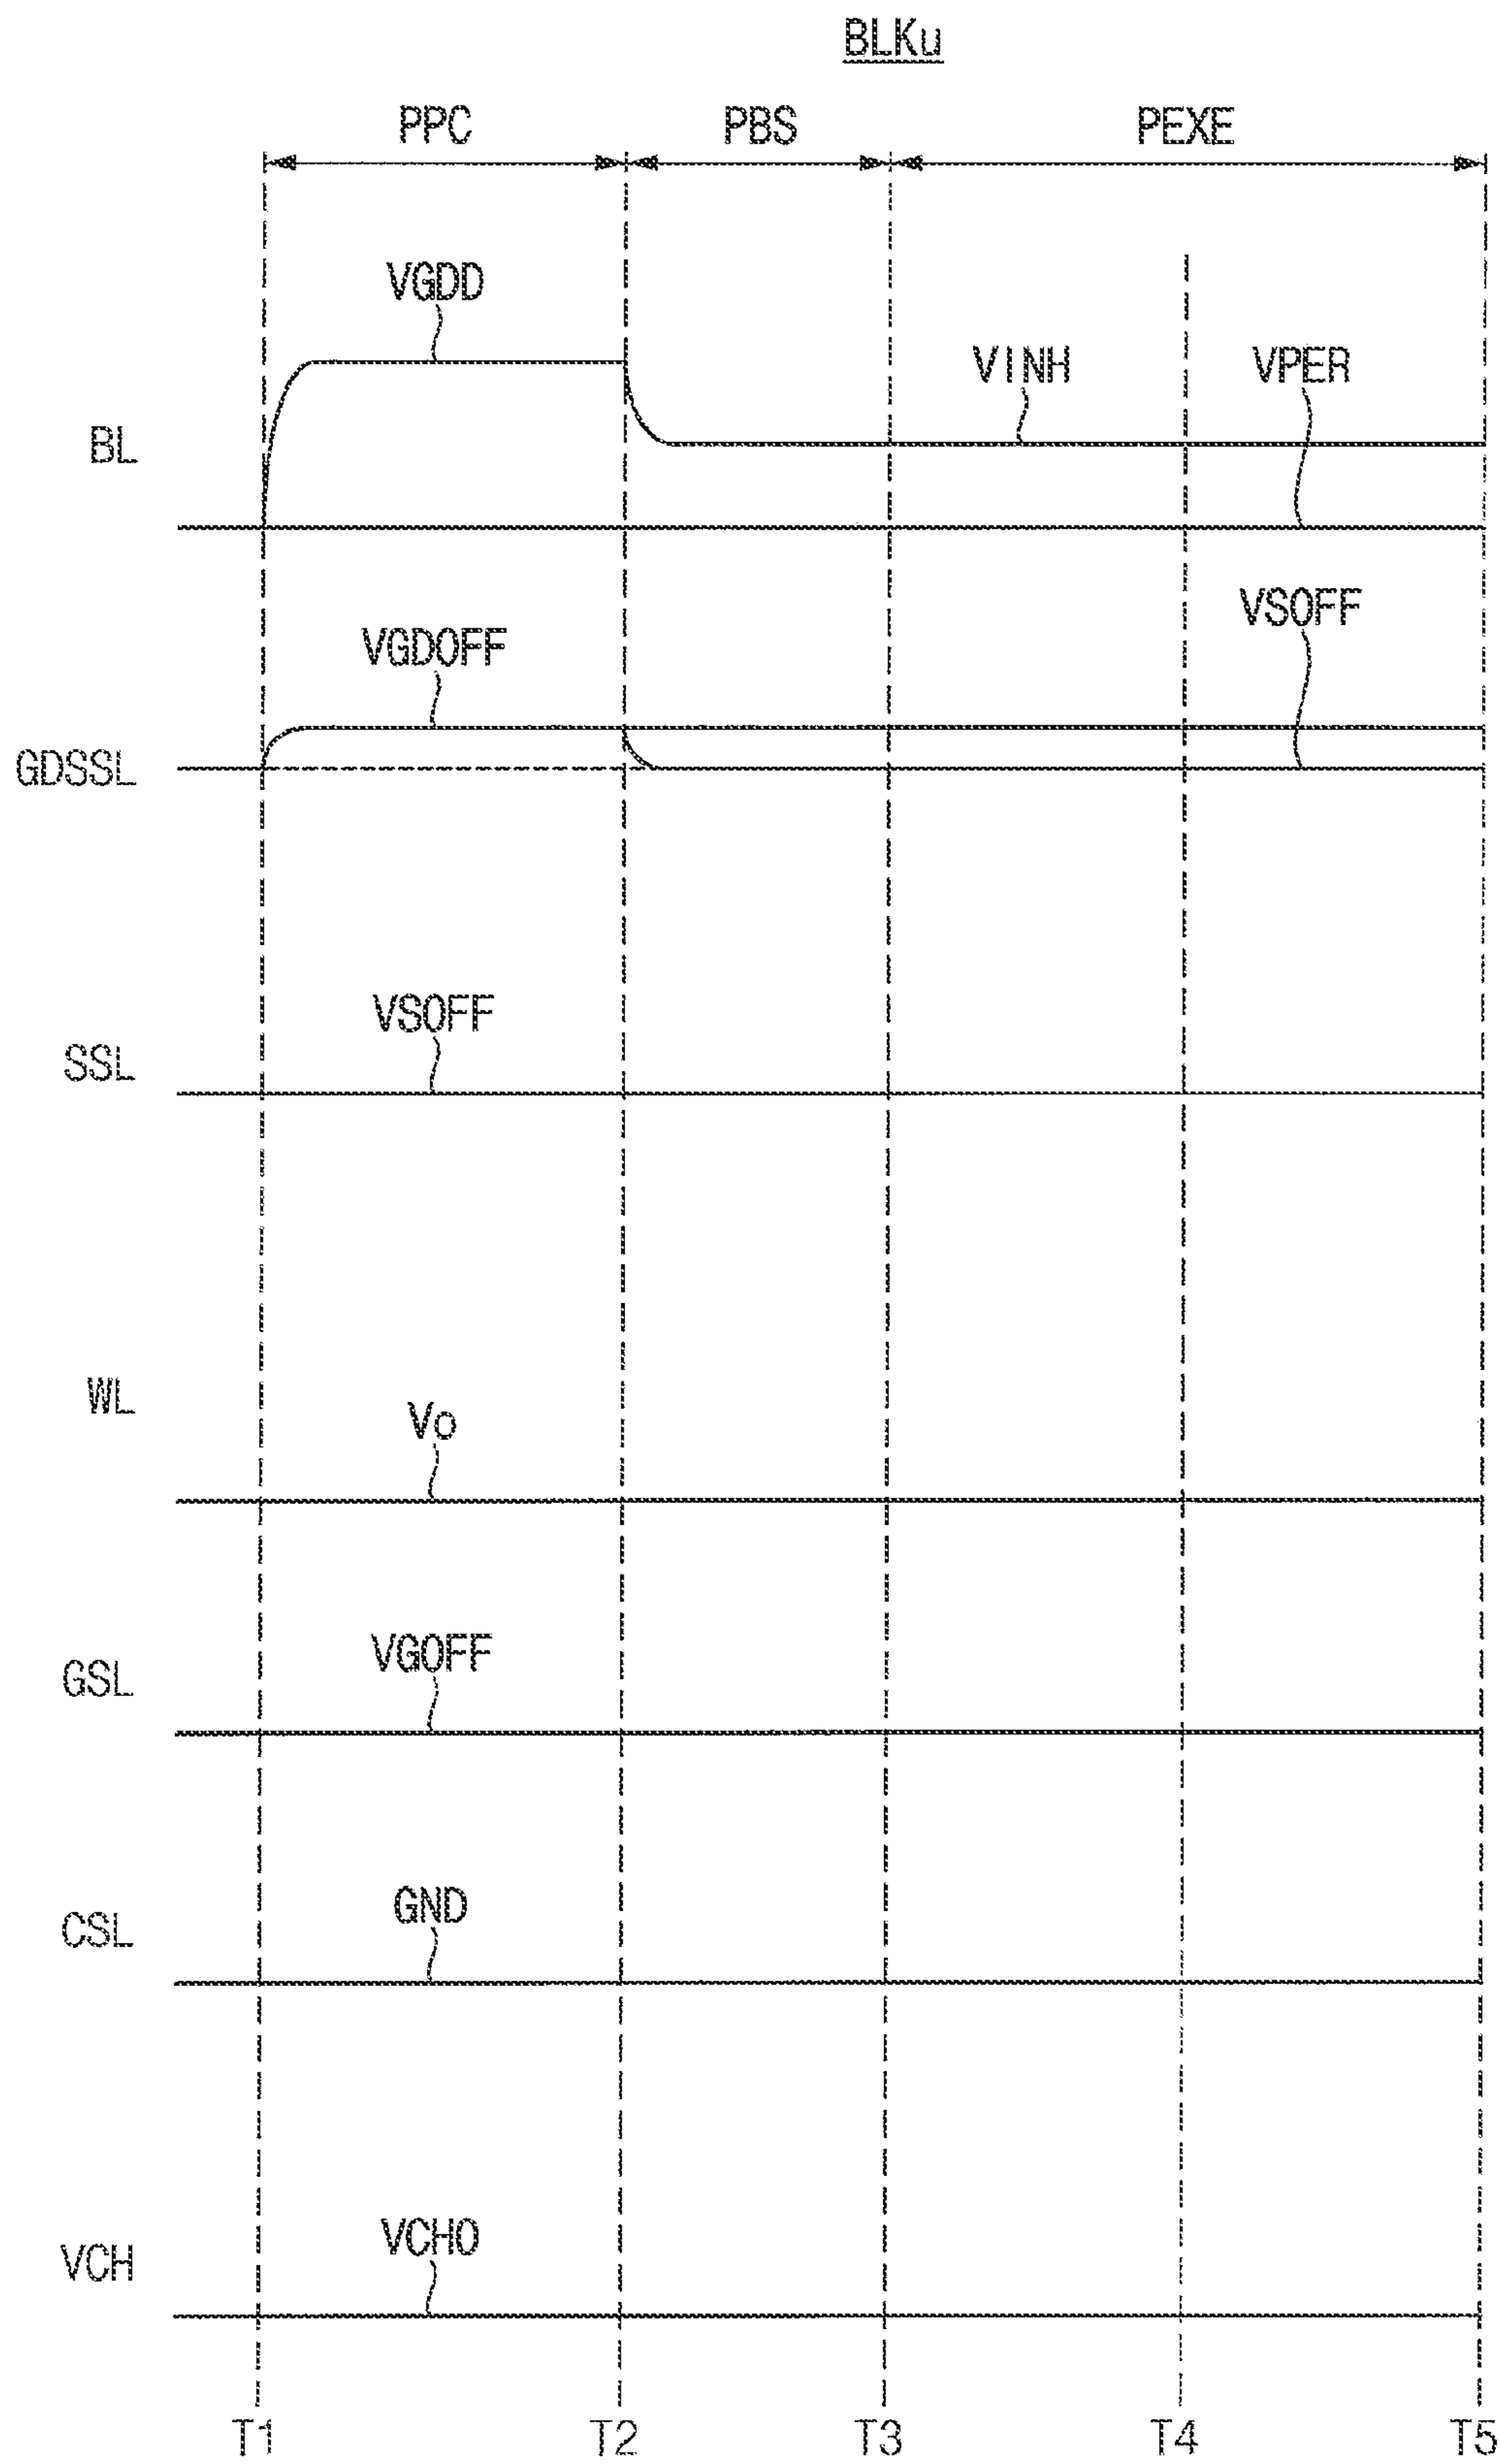 BLKu
PPC PBS PEXE
VGDD
VINH VPER
BL
VSOFF
VGDOFF
GDSSL
VSOFF
SSL
WL
Vo
VGOFF
GSL
GND
CSL
VCHO
VCH
T1 T2 T3 T4 T5